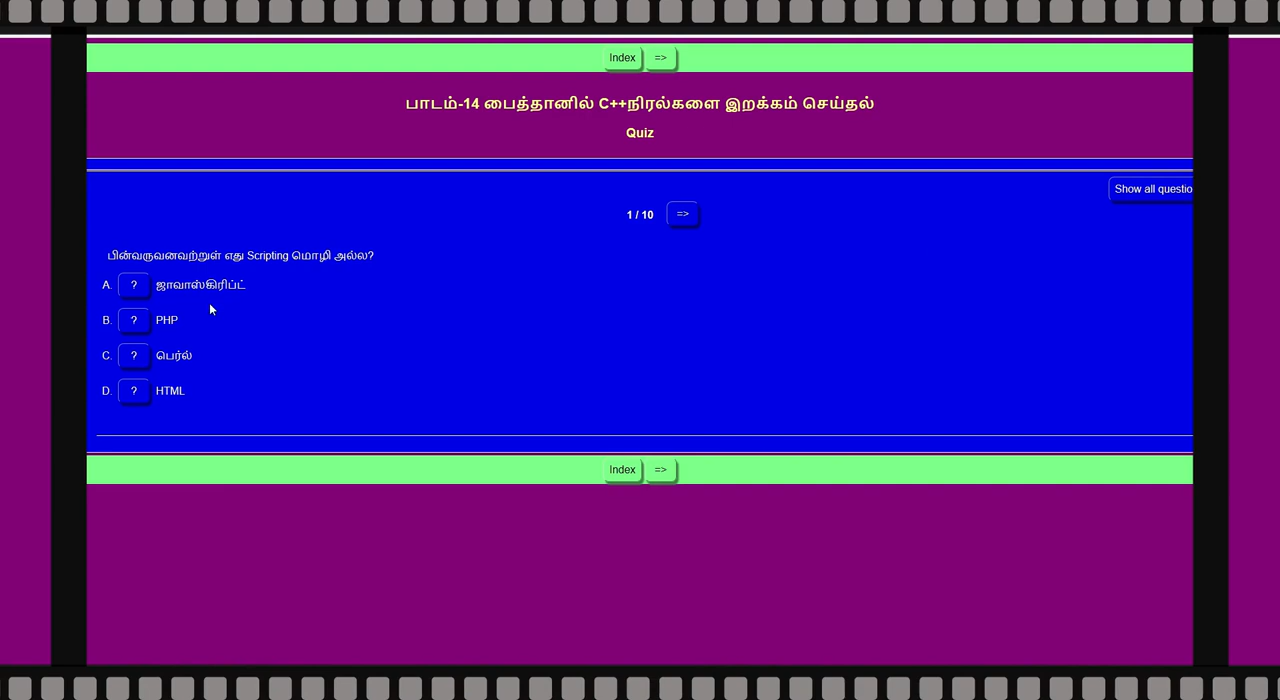 Index =>
பாடம்-14 பைத்தானில் C++நிரல்களை இறக்கம் செய்தல்
Quiz
Show all questio
1 / 10 =>
பின்வருவனவற்றுள் எது Scripting மொழி அல்ல?
A. ? ஜாவாஸ்கிரிப்ட்
B. ? PHP
C. ? பெர்ல்
D. ? HTML
Index =>